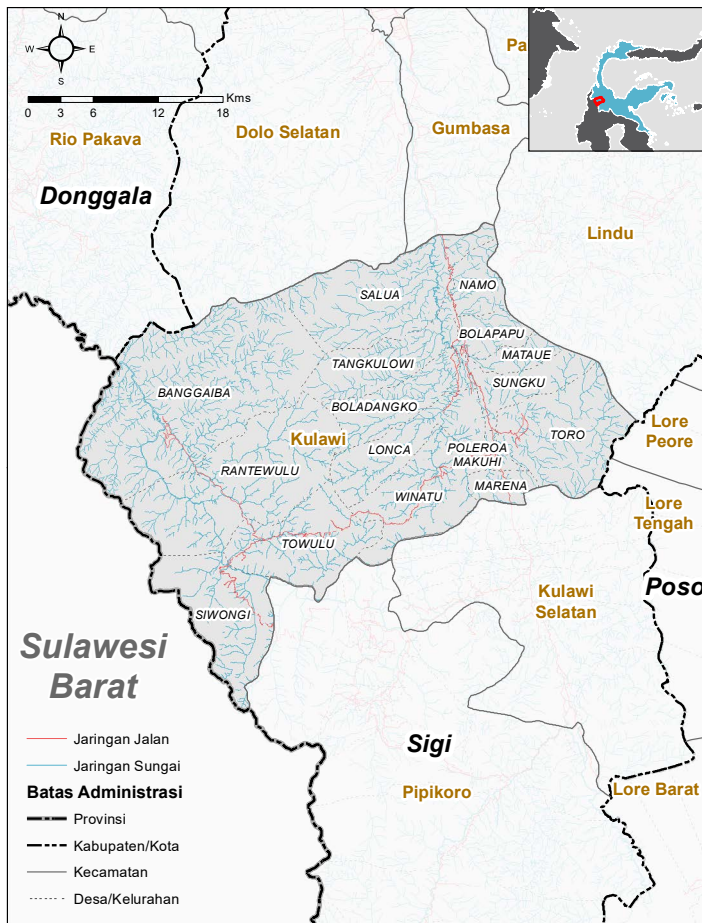 N
W
E
S
Kms
0 3 6 12 18
Rio Pakava
Dolo Selatan
Gumbasa
Pa
Donggala
Lindu
SALUA
NAMO
BOLAPAPU
MATAUE
TANGKULOWI
SUNGKU
BANGGAIBA
BOLADANGKO
Kulawi
TORO
Lore
Peore
LONCA
POLEROA
MAKUHI
RANTEWULU
MARENA
WINATU
Lore
Tengah
TOWULU
Kulawi
Selatan
Poso
SIWONGI
Sulawesi
Barat
Sigi
Pipikoro
Lore Barat
Jaringan Jalan
Jaringan Sungai
Batas Administrasi
Provinsi
Kabupaten/Kota
Kecamatan
Desa/Kelurahan